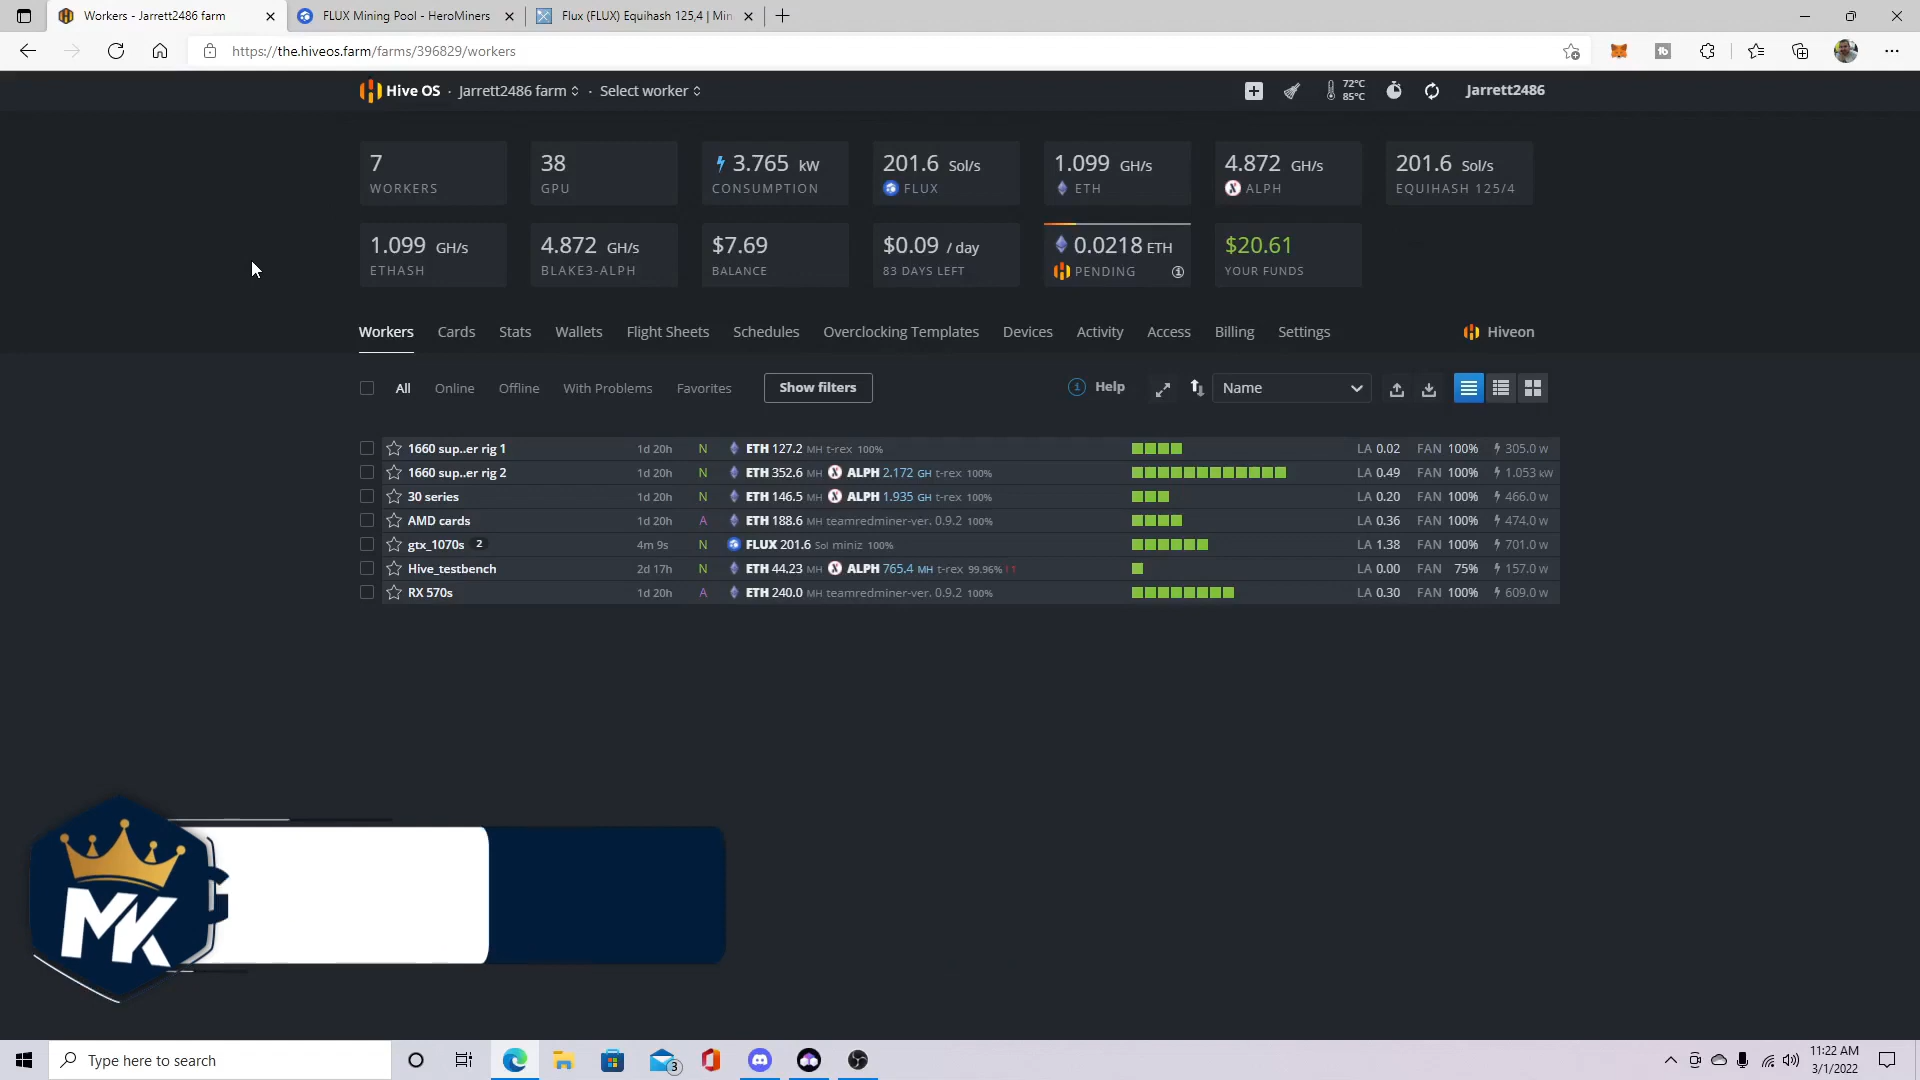 Workers - Jarrett2486 farm
FLUX Mining Pool - HeroMiners
Flux (FLUX) Equihash 125,4 | Min
https://the.hiveos.farm/farms/396829/workers
Hive OS · Jarrett2486 farm · Select worker
72°C
85°C
Jarrett2486
7
WORKERS
38
GPU
3.765 kW
CONSUMPTION
201.6 Sol/s
FLUX
1.099 GH/s
ETH
4.872 GH/s
ALPH
201.6 Sol/s
EQUIHASH 125/4
1.099 GH/s
ETHASH
4.872 GH/s
BLAKE3-ALPH
$7.69
BALANCE
$0.09 / day
83 DAYS LEFT
0.0218 ETH
PENDING
$20.61
YOUR FUNDS
Workers Cards Stats Wallets Flight Sheets Schedules Overclocking Templates Devices Activity Access Billing Settings Hiveon
All Online Offline With Problems Favorites Show filters Help Name
1660 sup..er rig 1 1d 20h N ETH 127.2 MH t-rex 100% LA 0.02 FAN 100% 305.0 W
1660 sup..er rig 2 1d 20h N ETH 352.6 MH ALPH 2.172 GH t-rex 100% LA 0.49 FAN 100% 1.053 kW
30 series 1d 20h N ETH 146.5 MH ALPH 1.935 GH t-rex 100% LA 0.20 FAN 100% 466.0 W
AMD cards 1d 20h A ETH 188.6 MH teamredminer-ver. 0.9.2 100% LA 0.36 FAN 100% 474.0 W
gtx_1070s 2 4m 9s N FLUX 201.6 Sol miniz 100% LA 1.38 FAN 100% 701.0 W
Hive_testbench 2d 17h N ETH 44.23 MH ALPH 765.4 MH t-rex 99.96% LA 0.00 FAN 75% 157.0 W
RX 570s 1d 20h A ETH 240.0 MH teamredminer-ver. 0.9.2 100% LA 0.30 FAN 100% 609.0 W
MK
Type here to search
3
11:22 AM
3/1/2022